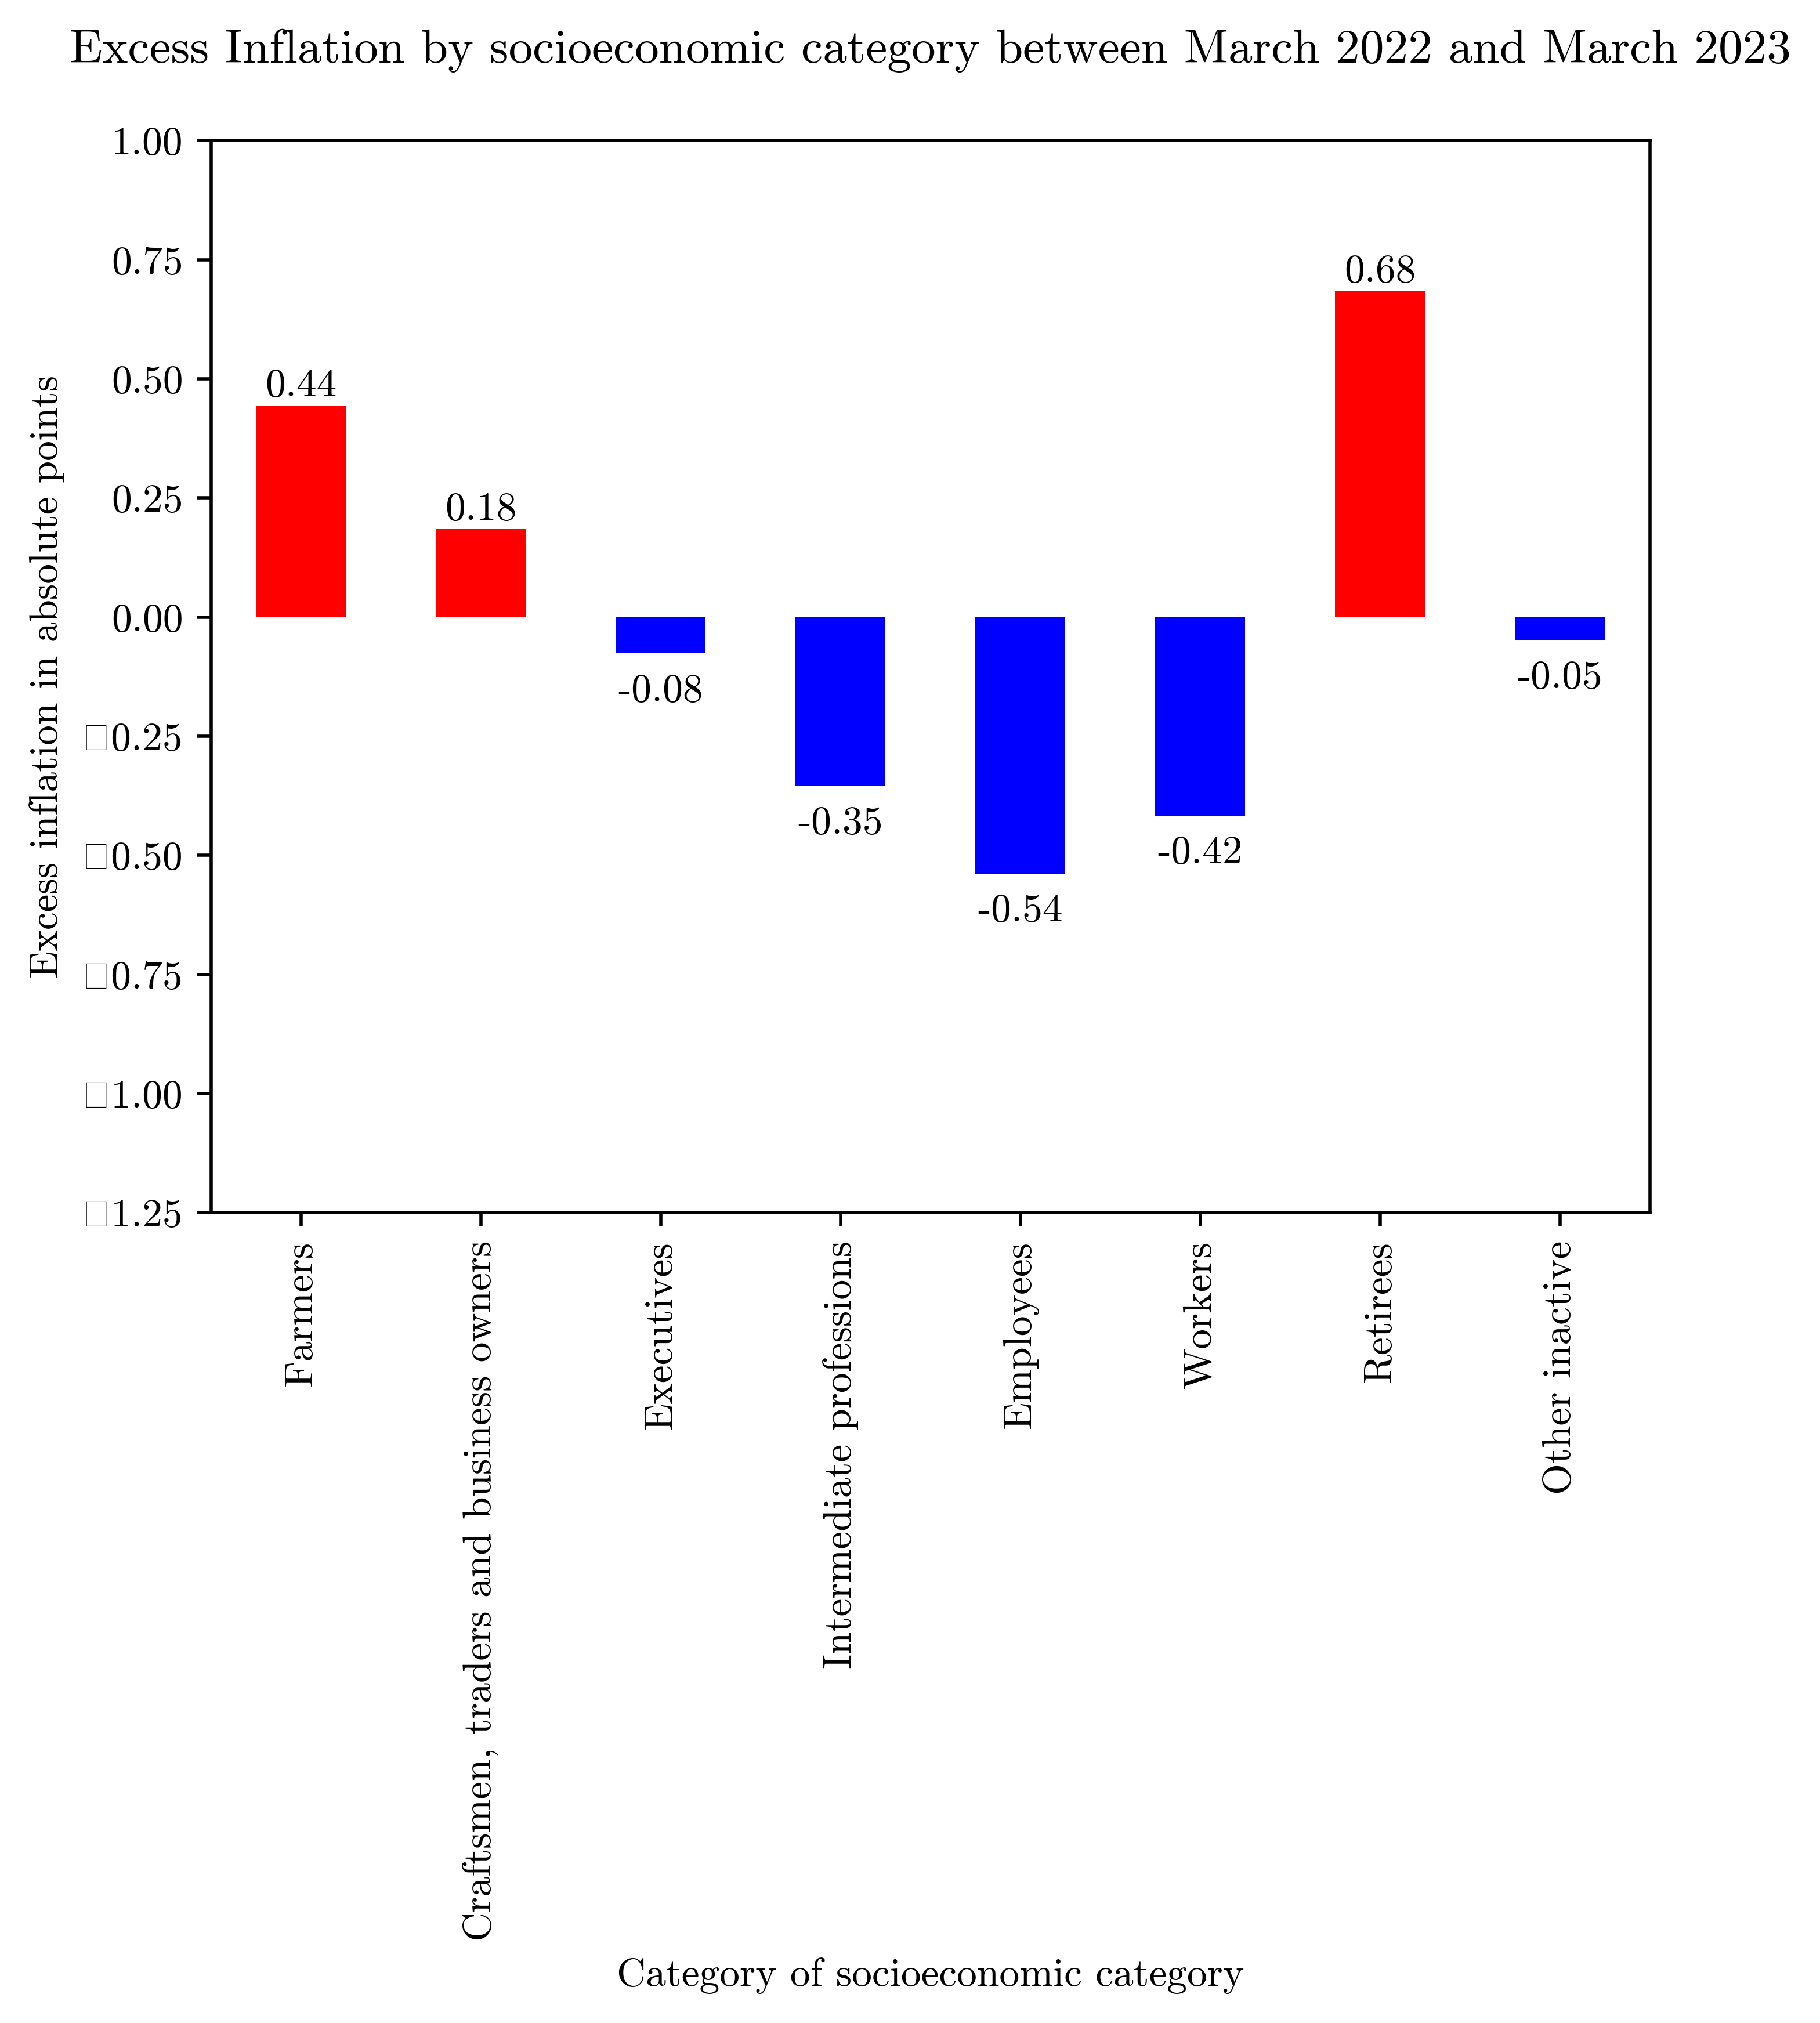 Excess Inflation by socioeconomic category between March 2022 and March 2023
Excess inflation in absolute points
1.00
0.75
0.50
0.25
0.00
□0.25
□0.50
□0.75
□1.00
□1.25
0.44
0.18
-0.08
-0.35
-0.54
-0.42
0.68
-0.05
Farmers
Craftsmen, traders and business owners
Executives
Intermediate professions
Employees
Workers
Retirees
Other inactive
Category of socioeconomic category